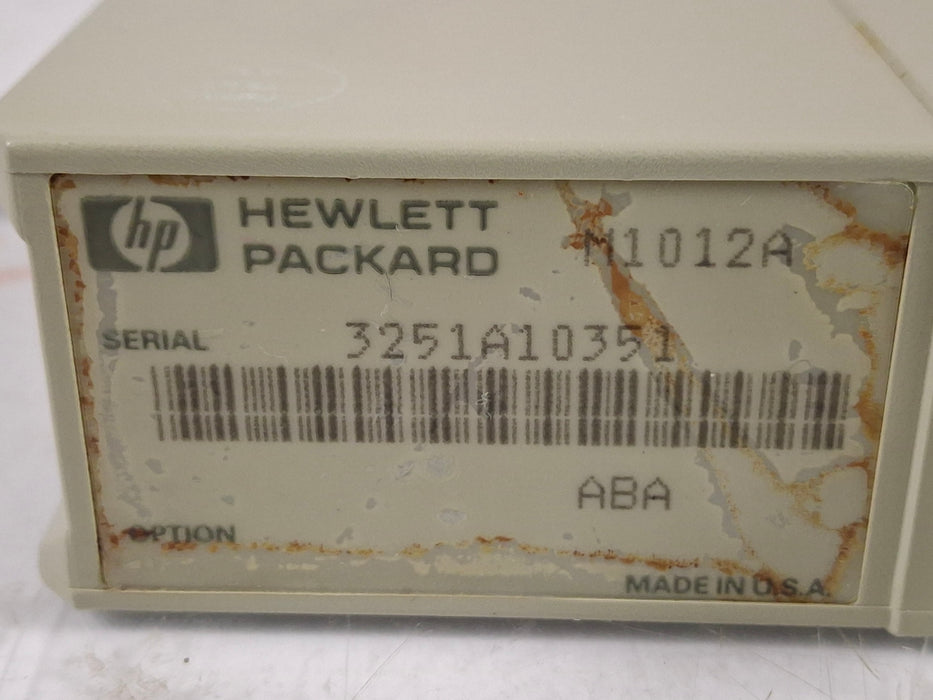 hp HEWLETT
PACKARD
M1012A
SERIAL 3251A10351
ABA
OPTION
MADE IN U.S.A.